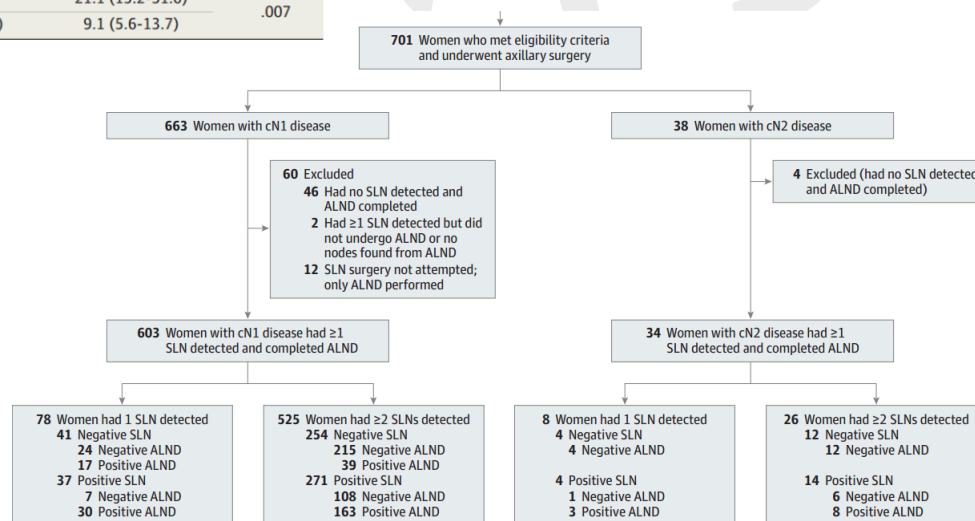 .007
9.1 (5.6-13.7)
701 Women who met eligibility criteria
and underwent axillary surgery
663 Women with cN1 disease
38 Women with cN2 disease
60 Excluded
46 Had no SLN detected and
ALND completed
2 Had ≥1 SLN detected but did
not undergo ALND or no
nodes found from ALND
12 SLN surgery not attempted;
only ALND performed
4 Excluded (had no SLN detected
and ALND completed)
603 Women with cN1 disease had ≥1
SLN detected and completed ALND
34 Women with cN2 disease had ≥1
SLN detected and completed ALND
78 Women had 1 SLN detected
41 Negative SLN
24 Negative ALND
17 Positive ALND
37 Positive SLN
7 Negative ALND
30 Positive ALND
525 Women had ≥2 SLNs detected
254 Negative SLN
215 Negative ALND
39 Positive ALND
271 Positive SLN
108 Negative ALND
163 Positive ALND
8 Women had 1 SLN detected
4 Negative SLN
4 Negative ALND
4 Positive SLN
1 Negative ALND
3 Positive ALND
26 Women had ≥2 SLNs detected
12 Negative SLN
12 Negative ALND
14 Positive SLN
6 Negative ALND
8 Positive ALND